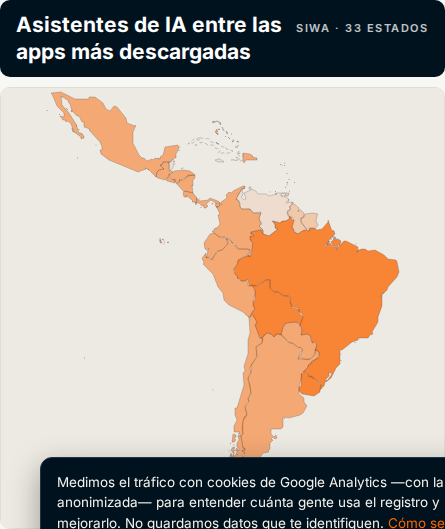 Asistentes de IA entre las
apps más descargadas
SIWA · 33 ESTADOS
Medimos el tráfico con cookies de Google Analytics —con la
anonimizada— para entender cuánta gente usa el registro y
mejorarlo. No guardamos datos que te identifiquen. Cómo se